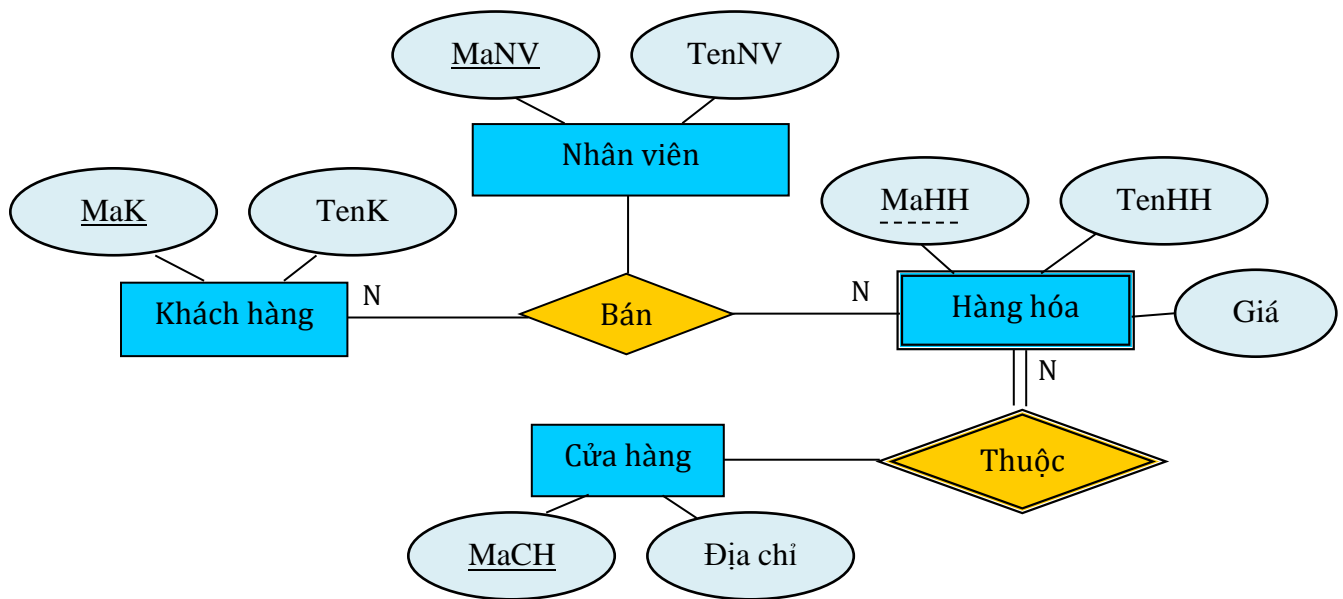 MaNV
TenNV
Nhân viên
MaK
TenK
MaHH
TenHH
Khách hàng
N
Bán
N
Hàng hóa
Giá
N
Cửa hàng
Thuộc
MaCH
Địa chỉ